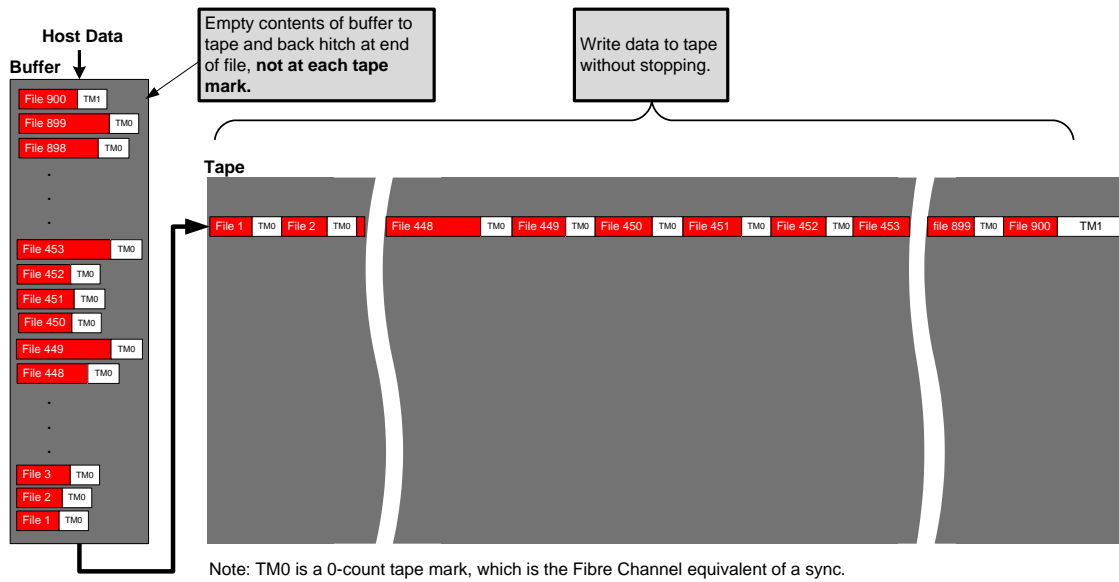 Host Data
Buffer
Empty contents of buffer to
tape and back hitch at end
of file, not at each tape
mark.
Write data to tape
without stopping.
File 900 TM1
File 899 TM0
File 898 TM0
.
.
.
File 453 TM0
File 452 TM0
File 451 TM0
File 450 TM0
File 449 TM0
File 448 TM0
.
.
.
File 3 TM0
File 2 TM0
File 1 TM0
Tape
File 1 TM0 File 2 TM0 File 448 TM0 File 449 TM0 File 450 TM0 File 451 TM0 File 452 TM0 File 453 file 899 TM0 File 900 TM1
Note: TM0 is a 0-count tape mark, which is the Fibre Channel equivalent of a sync.